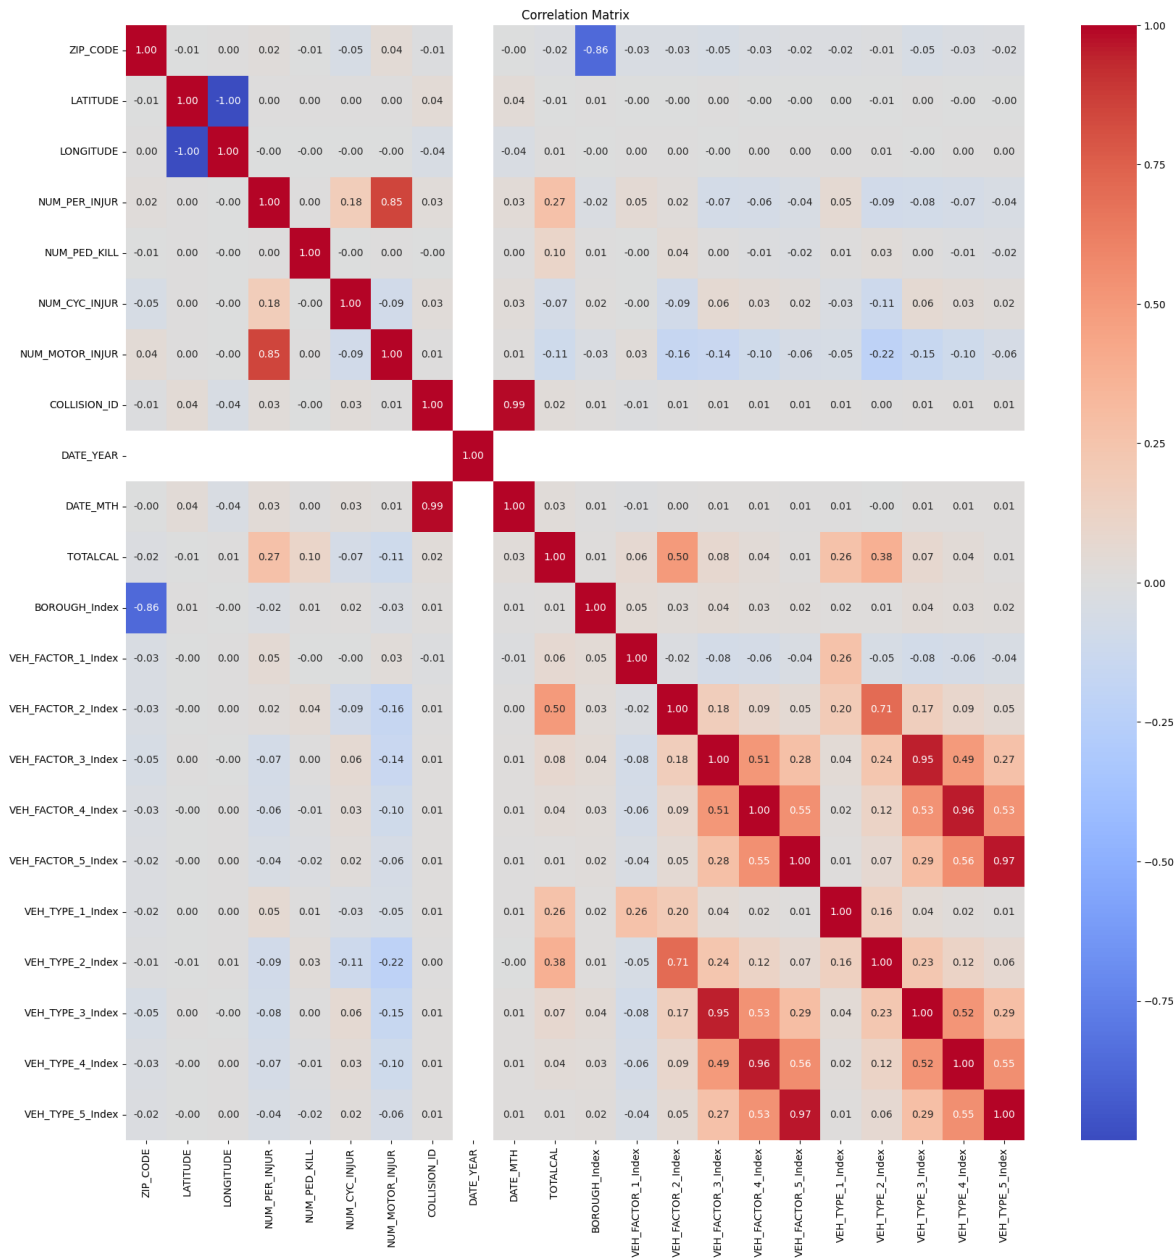 Correlation Matrix
ZIP_CODE 1.00 -0.01 0.00 0.02 -0.01 -0.05 0.04 -0.01 -0.00 -0.02 -0.86 -0.03 -0.03 -0.05 -0.03 -0.02 -0.02 -0.01 -0.05 -0.03 -0.02
LATITUDE -0.01 1.00 -1.00 0.00 0.00 0.00 0.00 0.04 0.04 -0.01 0.01 -0.00 -0.00 0.00 -0.00 -0.00 0.00 -0.01 0.00 -0.00 -0.00
LONGITUDE 0.00 -1.00 1.00 -0.00 -0.00 -0.00 -0.00 -0.04 -0.04 0.01 -0.00 0.00 0.00 -0.00 0.00 0.00 0.00 0.01 -0.00 0.00 0.00
NUM_PER_INJUR 0.02 0.00 -0.00 1.00 0.00 0.18 0.85 0.03 0.03 0.27 -0.02 0.05 0.02 -0.07 -0.06 -0.04 0.05 -0.09 -0.08 -0.07 -0.04
NUM_PED_KILL -0.01 0.00 -0.00 0.00 1.00 -0.00 0.00 -0.00 0.00 0.10 0.01 -0.00 0.04 0.00 -0.01 -0.02 0.01 0.03 0.00 -0.01 -0.02
NUM_CYC_INJUR -0.05 0.00 -0.00 0.18 -0.00 1.00 -0.09 0.03 0.03 -0.07 0.02 -0.00 -0.09 0.06 0.03 0.02 -0.03 -0.11 0.06 0.03 0.02
NUM_MOTOR_INJUR 0.04 0.00 -0.00 0.85 0.00 -0.09 1.00 0.01 0.01 -0.11 -0.03 0.03 -0.16 -0.14 -0.10 -0.06 -0.05 -0.22 -0.15 -0.10 -0.06
COLLISION_ID -0.01 0.04 -0.04 0.03 -0.00 0.03 0.01 1.00 0.99 0.02 0.01 -0.01 0.01 0.01 0.01 0.01 0.01 0.00 0.01 0.01 0.01
DATE_YEAR 1.00
DATE_MTH -0.00 0.04 -0.04 0.03 0.00 0.03 0.01 0.99 1.00 0.03 0.01 -0.01 0.00 0.01 0.01 0.01 0.01 -0.00 0.01 0.01 0.01
TOTALCAL -0.02 -0.01 0.01 0.27 0.10 -0.07 -0.11 0.02 0.03 1.00 0.01 0.06 0.50 0.08 0.04 0.01 0.26 0.38 0.07 0.04 0.01
BOROUGH_Index -0.86 0.01 -0.00 -0.02 0.01 0.02 -0.03 0.01 0.01 0.01 1.00 0.05 0.03 0.04 0.03 0.02 0.02 0.01 0.04 0.03 0.02
VEH_FACTOR_1_Index -0.03 -0.00 0.00 0.05 -0.00 -0.00 0.03 -0.01 -0.01 0.06 0.05 1.00 -0.02 -0.08 -0.06 -0.04 0.26 -0.05 -0.08 -0.06 -0.04
VEH_FACTOR_2_Index -0.03 -0.00 0.00 0.02 0.04 -0.09 -0.16 0.01 0.00 0.50 0.03 -0.02 1.00 0.18 0.09 0.05 0.20 0.71 0.17 0.09 0.05
VEH_FACTOR_3_Index -0.05 0.00 -0.00 -0.07 0.00 0.06 -0.14 0.01 0.01 0.08 0.04 -0.08 0.18 1.00 0.51 0.28 0.04 0.24 0.95 0.49 0.27
VEH_FACTOR_4_Index -0.03 -0.00 0.00 -0.06 -0.01 0.03 -0.10 0.01 0.01 0.04 0.03 -0.06 0.09 0.51 1.00 0.55 0.02 0.12 0.53 0.96 0.53
VEH_FACTOR_5_Index -0.02 -0.00 0.00 -0.04 -0.02 0.02 -0.06 0.01 0.01 0.01 0.02 -0.04 0.05 0.28 0.55 1.00 0.01 0.07 0.29 0.56 0.97
VEH_TYPE_1_Index -0.02 0.00 0.00 0.05 0.01 -0.03 -0.05 0.01 0.01 0.26 0.02 0.26 0.20 0.04 0.02 0.01 1.00 0.16 0.04 0.02 0.01
VEH_TYPE_2_Index -0.01 -0.01 0.01 -0.09 0.03 -0.11 -0.22 0.00 -0.00 0.38 0.01 -0.05 0.71 0.24 0.12 0.07 0.16 1.00 0.23 0.12 0.06
VEH_TYPE_3_Index -0.05 0.00 -0.00 -0.08 0.00 0.06 -0.15 0.01 0.01 0.07 0.04 -0.08 0.17 0.95 0.53 0.29 0.04 0.23 1.00 0.52 0.29
VEH_TYPE_4_Index -0.03 -0.00 0.00 -0.07 -0.01 0.03 -0.10 0.01 0.01 0.04 0.03 -0.06 0.09 0.49 0.96 0.56 0.02 0.12 0.52 1.00 0.55
VEH_TYPE_5_Index -0.02 -0.00 0.00 -0.04 -0.02 0.02 -0.06 0.01 0.01 0.01 0.02 -0.04 0.05 0.27 0.53 0.97 0.01 0.06 0.29 0.55 1.00
ZIP_CODE
LATITUDE
LONGITUDE
NUM_PER_INJUR
NUM_PED_KILL
NUM_CYC_INJUR
NUM_MOTOR_INJUR
COLLISION_ID
DATE_YEAR
DATE_MTH
TOTALCAL
BOROUGH_Index
VEH_FACTOR_1_Index
VEH_FACTOR_2_Index
VEH_FACTOR_3_Index
VEH_FACTOR_4_Index
VEH_FACTOR_5_Index
VEH_TYPE_1_Index
VEH_TYPE_2_Index
VEH_TYPE_3_Index
VEH_TYPE_4_Index
VEH_TYPE_5_Index
1.00
0.75
0.50
0.25
0.00
−0.25
−0.50
−0.75